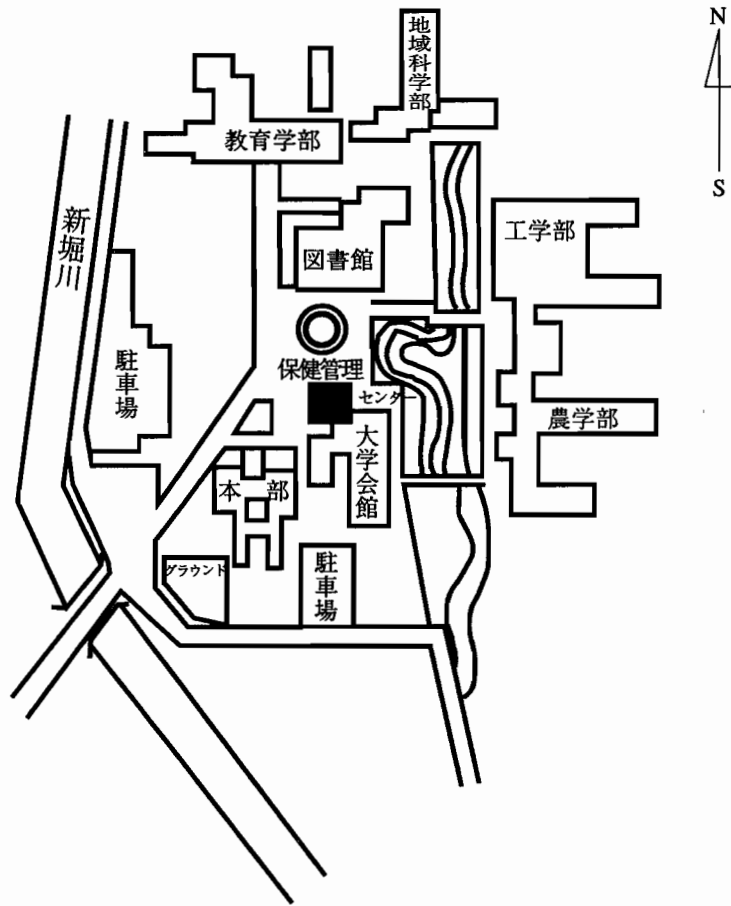 N
地域科学部
教育学部
S
新堀川
工学部
図書館
駐車場
保健管理
センター
農学部
大学会館
本部
グラウンド
駐車場